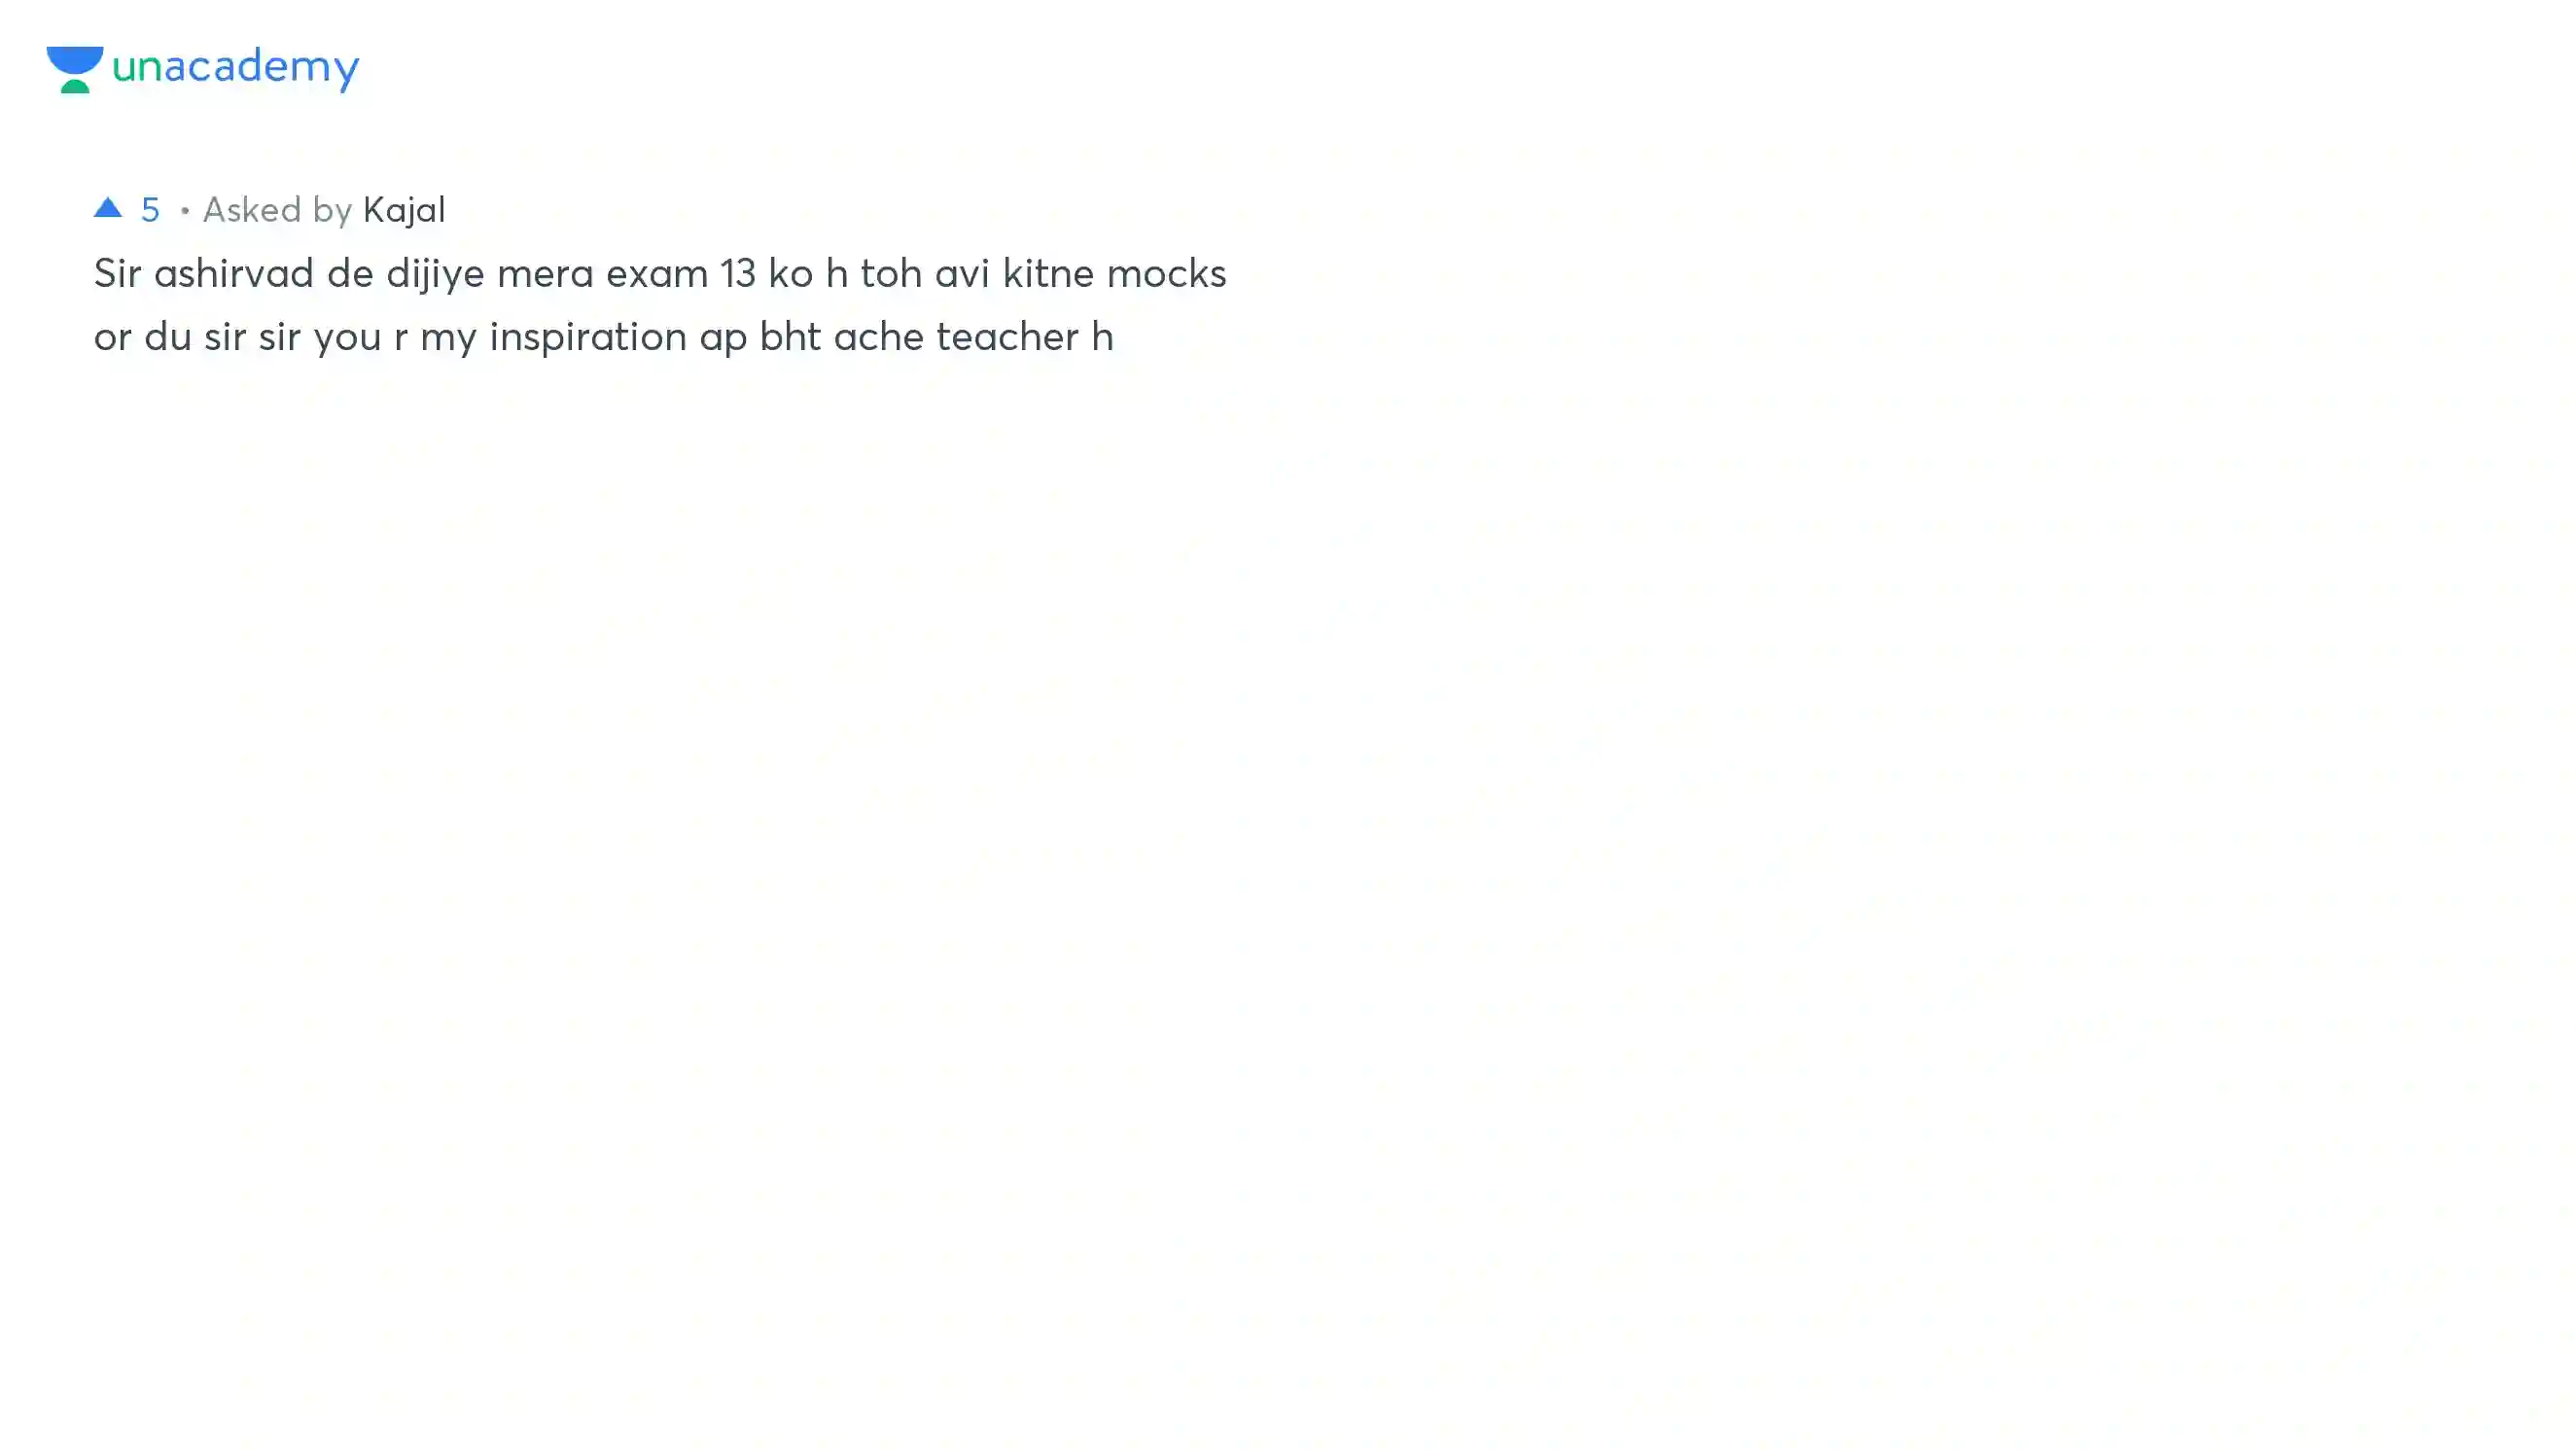 unacademy
▲ 5 • Asked by Kajal
Sir ashirvad de dijiye mera exam 13 ko h toh avi kitne mocks
or du sir sir you r my inspiration ap bht ache teacher h